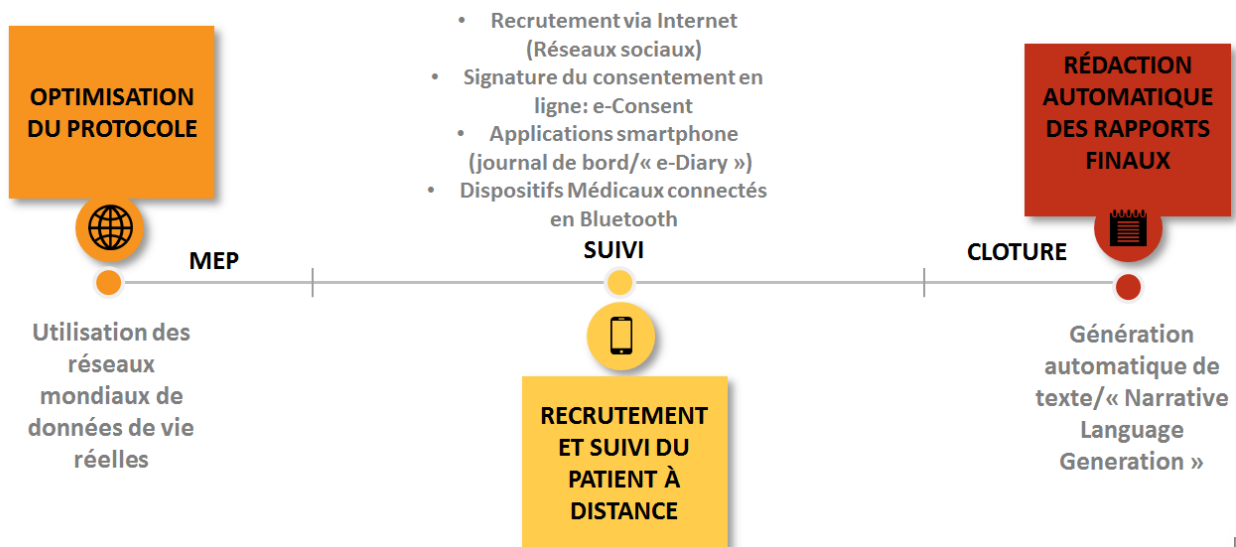 OPTIMISATION
DU PROTOCOLE
MEP
Utilisation des
réseaux
mondiaux de
données de vie
réelles
• Recrutement via Internet
(Réseaux sociaux)
• Signature du consentement en
ligne: e-Consent
• Applications smartphone
(journal de bord/« e-Diary »)
• Dispositifs Médicaux connectés
en Bluetooth
SUIVI
RECRUTEMENT
ET SUIVI DU
PATIENT À
DISTANCE
RÉDACTION
AUTOMATIQUE
DES RAPPORTS
FINAUX
CLOTURE
Génération
automatique de
texte/« Narrative
Language
Generation »